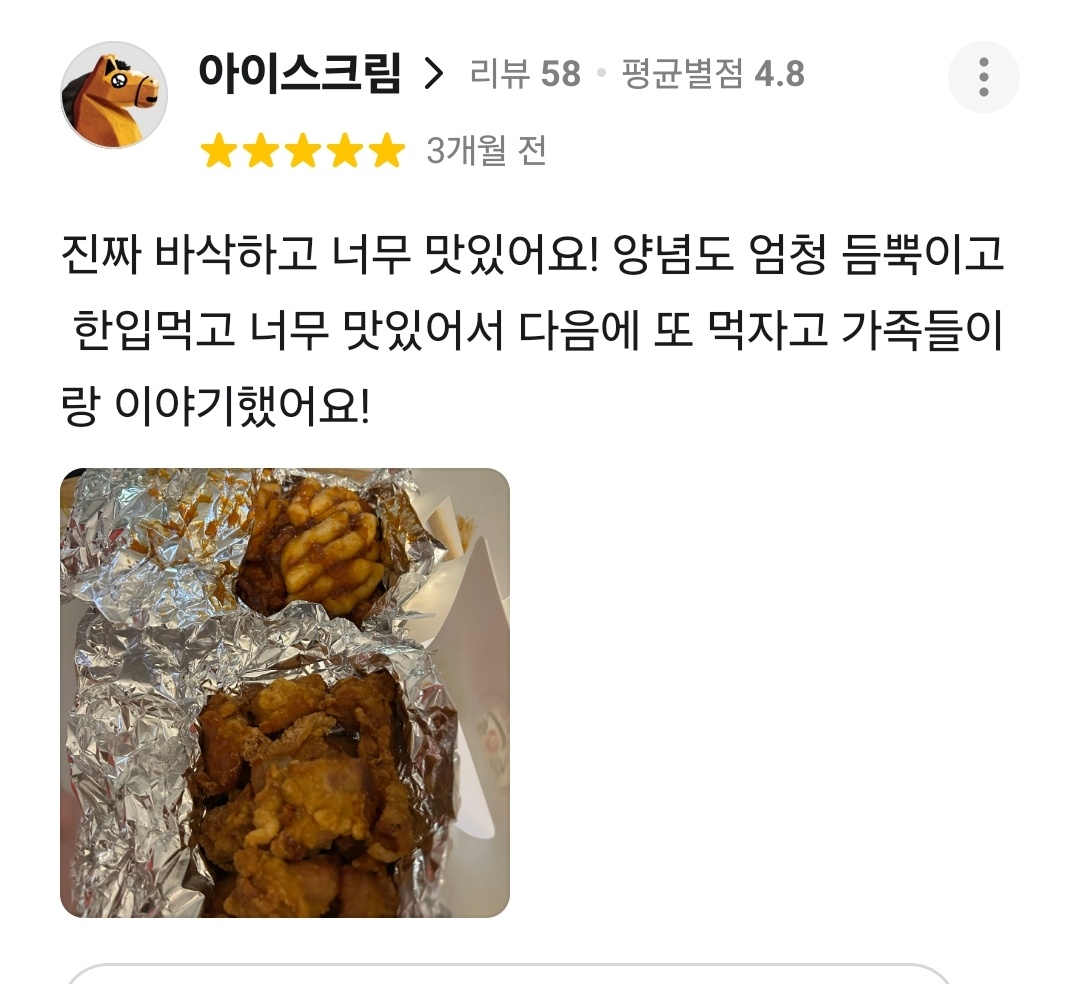 아이스크림 > 리뷰 58 • 평균별점 4.8
3개월 전
진짜 바삭하고 너무 맛있어요! 양념도 엄청 듬뿍이고
한입먹고 너무 맛있어서 다음에 또 먹자고 가족들이
랑 이야기했어요!